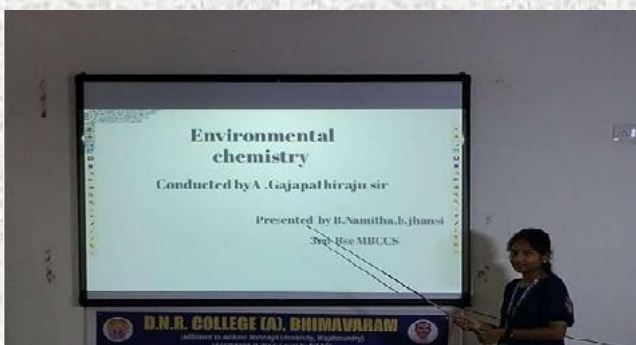 Environmental
chemistry
Conducted by A .Gajapathiraju sir
Presented by B.Namitha,b.jhansi
3rd Bsc MBCCS
D.N.R. COLLEGE (A), BHIMAVARAM